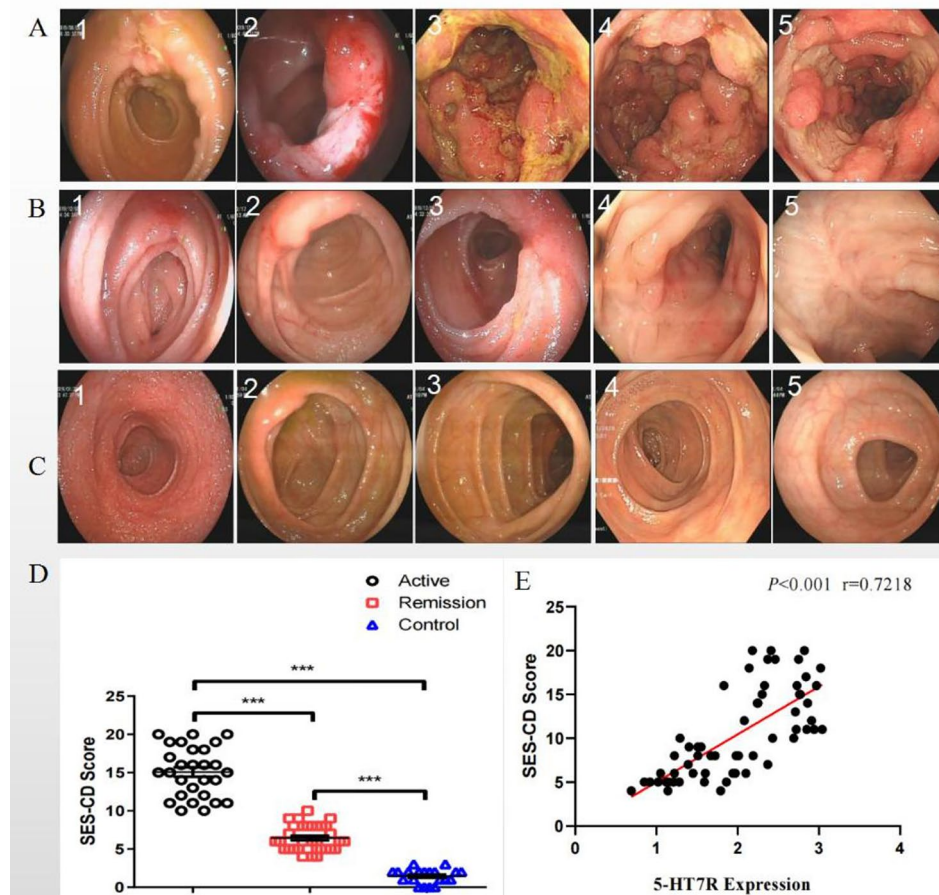 A 1 2 3 4 5
B 1 2 3 4 5
C 1 2 3 4 5
D
Active
Remission
Control
***
***
***
SES-CD Score
25
20
15
10
5
0
E
P<0.001 r=0.7218
SES-CD Score
25
20
15
10
5
0
0 1 2 3 4
5-HT7R Expression